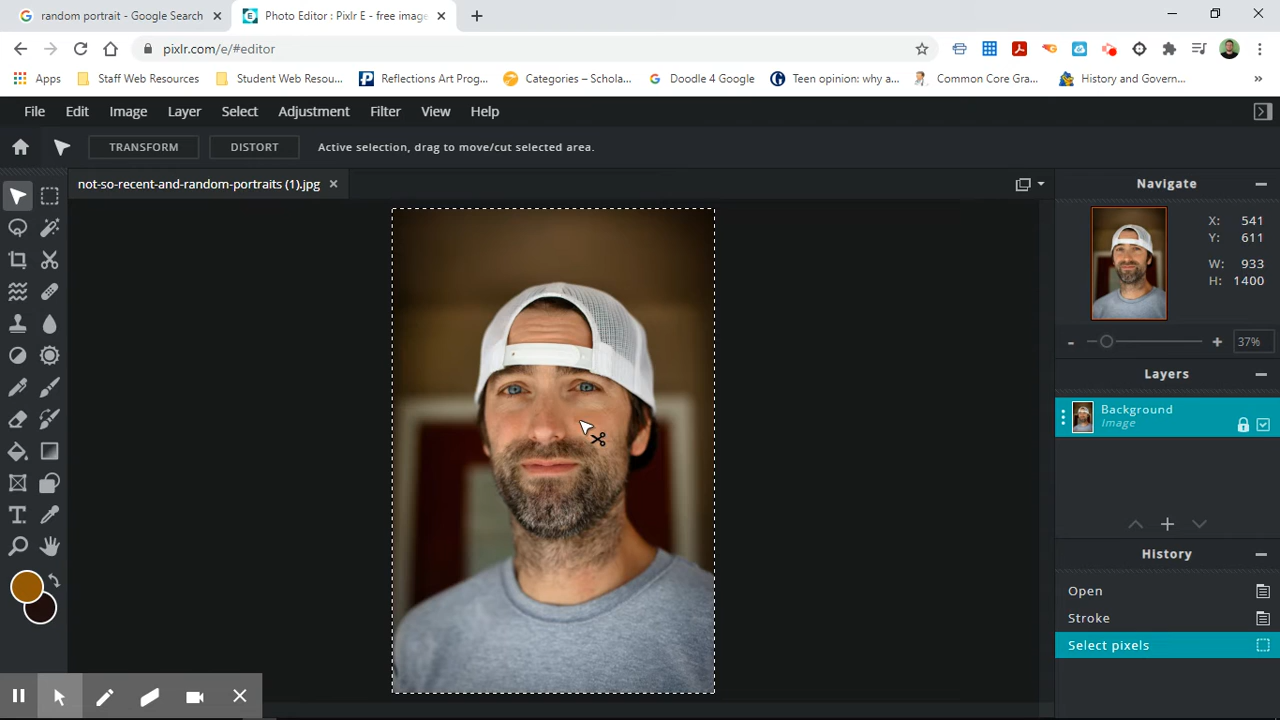 random portrait - Google Search
Photo Editor : Pixlr E - free image
pixlr.com/e/#editor
Apps
Staff Web Resources
Student Web Resou...
Reflections Art Prog...
Categories – Schola...
Doodle 4 Google
Teen opinion: why a...
Common Core Gra...
History and Govern...
»
File Edit Image Layer Select Adjustment Filter View Help
TRANSFORM
DISTORT
Active selection, drag to move/cut selected area.
not-so-recent-and-random-portraits (1).jpg
Navigate
X: 541
Y: 611
W: 933
H: 1400
37%
Layers
Background
Image
History
Open
Stroke
Select pixels